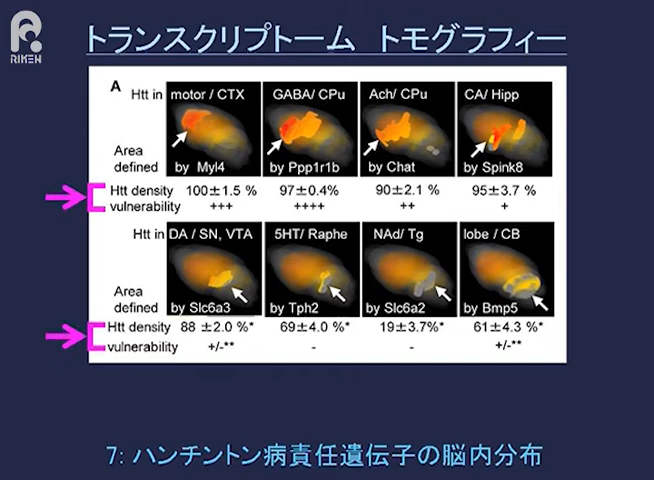 RIKEN
トランスクリプトーム トモグラフィー
A
Htt in motor / CTX GABA/ CPu Ach/ CPu CA/ Hipp
Area
defined by Myl4 by Ppp1r1b by Chat by Spink8
Htt density 100±1.5 % 97±0.4% 90±2.1 % 95±3.7 %
vulnerability +++ ++++ ++ +
Htt in DA / SN, VTA 5HT/ Raphe NAd/ Tg lobe / CB
Area
defined by Slc6a3 by Tph2 by Slc6a2 by Bmp5
Htt density 88 ±2.0 %* 69±4.0 %* 19±3.7%* 61±4.3 %*
vulnerability +/-** - - +/-**
7: ハンチントン病責任遺伝子の脳内分布